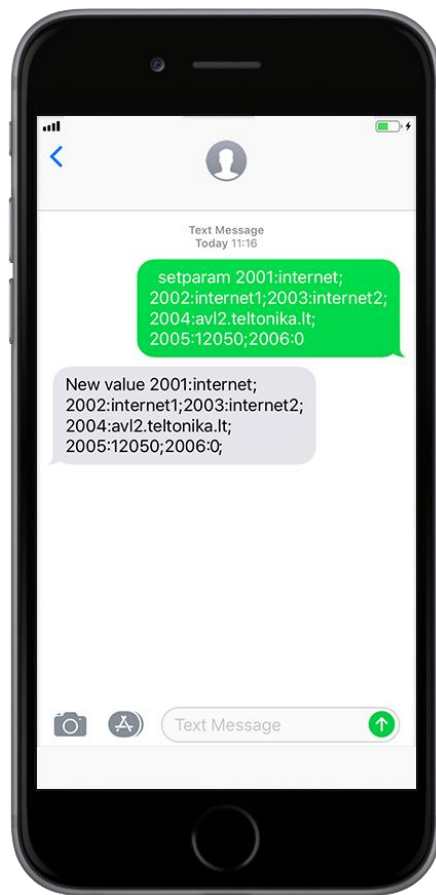 Text Message
Today 11:16
setparam 2001:internet;
2002:internet1;2003:internet2;
2004:avl2.teltonika.lt;
2005:12050;2006:0
New value 2001:internet;
2002:internet1;2003:internet2;
2004:avl2.teltonika.lt;
2005:12050;2006:0;
Text Message